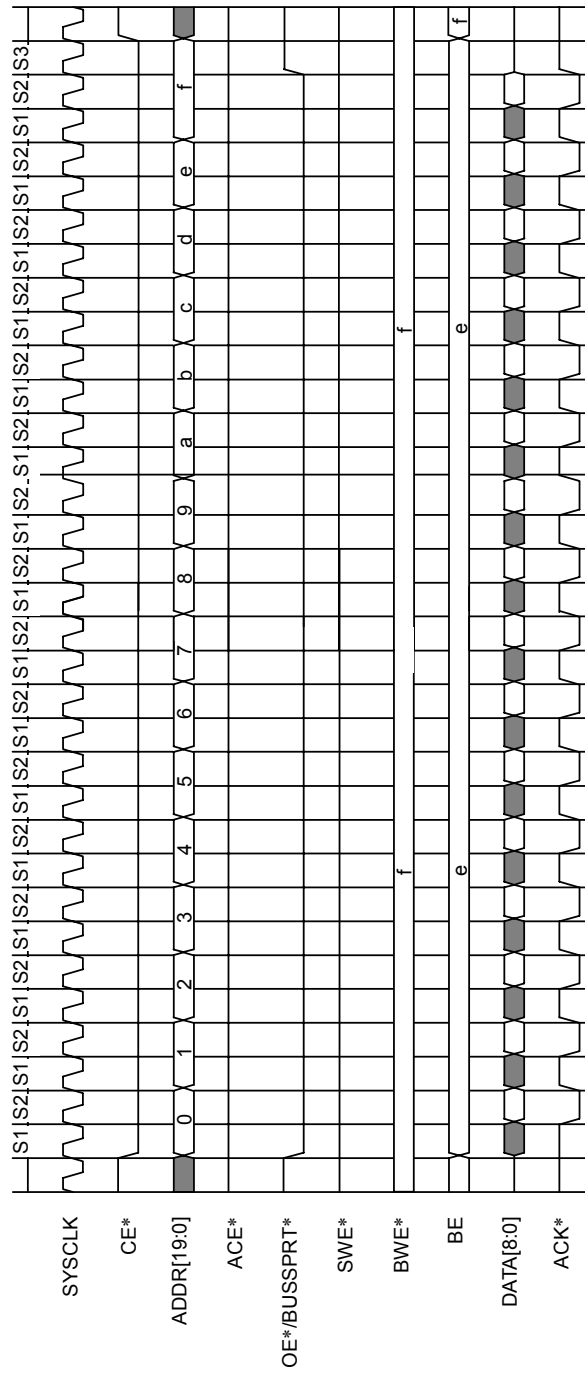 S1 S2 S1 S2 S1 S2 S1 S2 S1 S2 S1 S2 S1 S2 S1 S2 S1 S2 S1 S2 S1 S2 S1 S2 S1 S2 S1 S2 S1 S2 S1 S2 S3
SYSCLK
CE*
ADDR[19:0] 0 1 2 3 4 5 6 7 8 9 a b c d e f
ACE*
OE*/BUSSPRT*
SWE*
BWE* f f
BE e e f
DATA[8:0]
ACK*